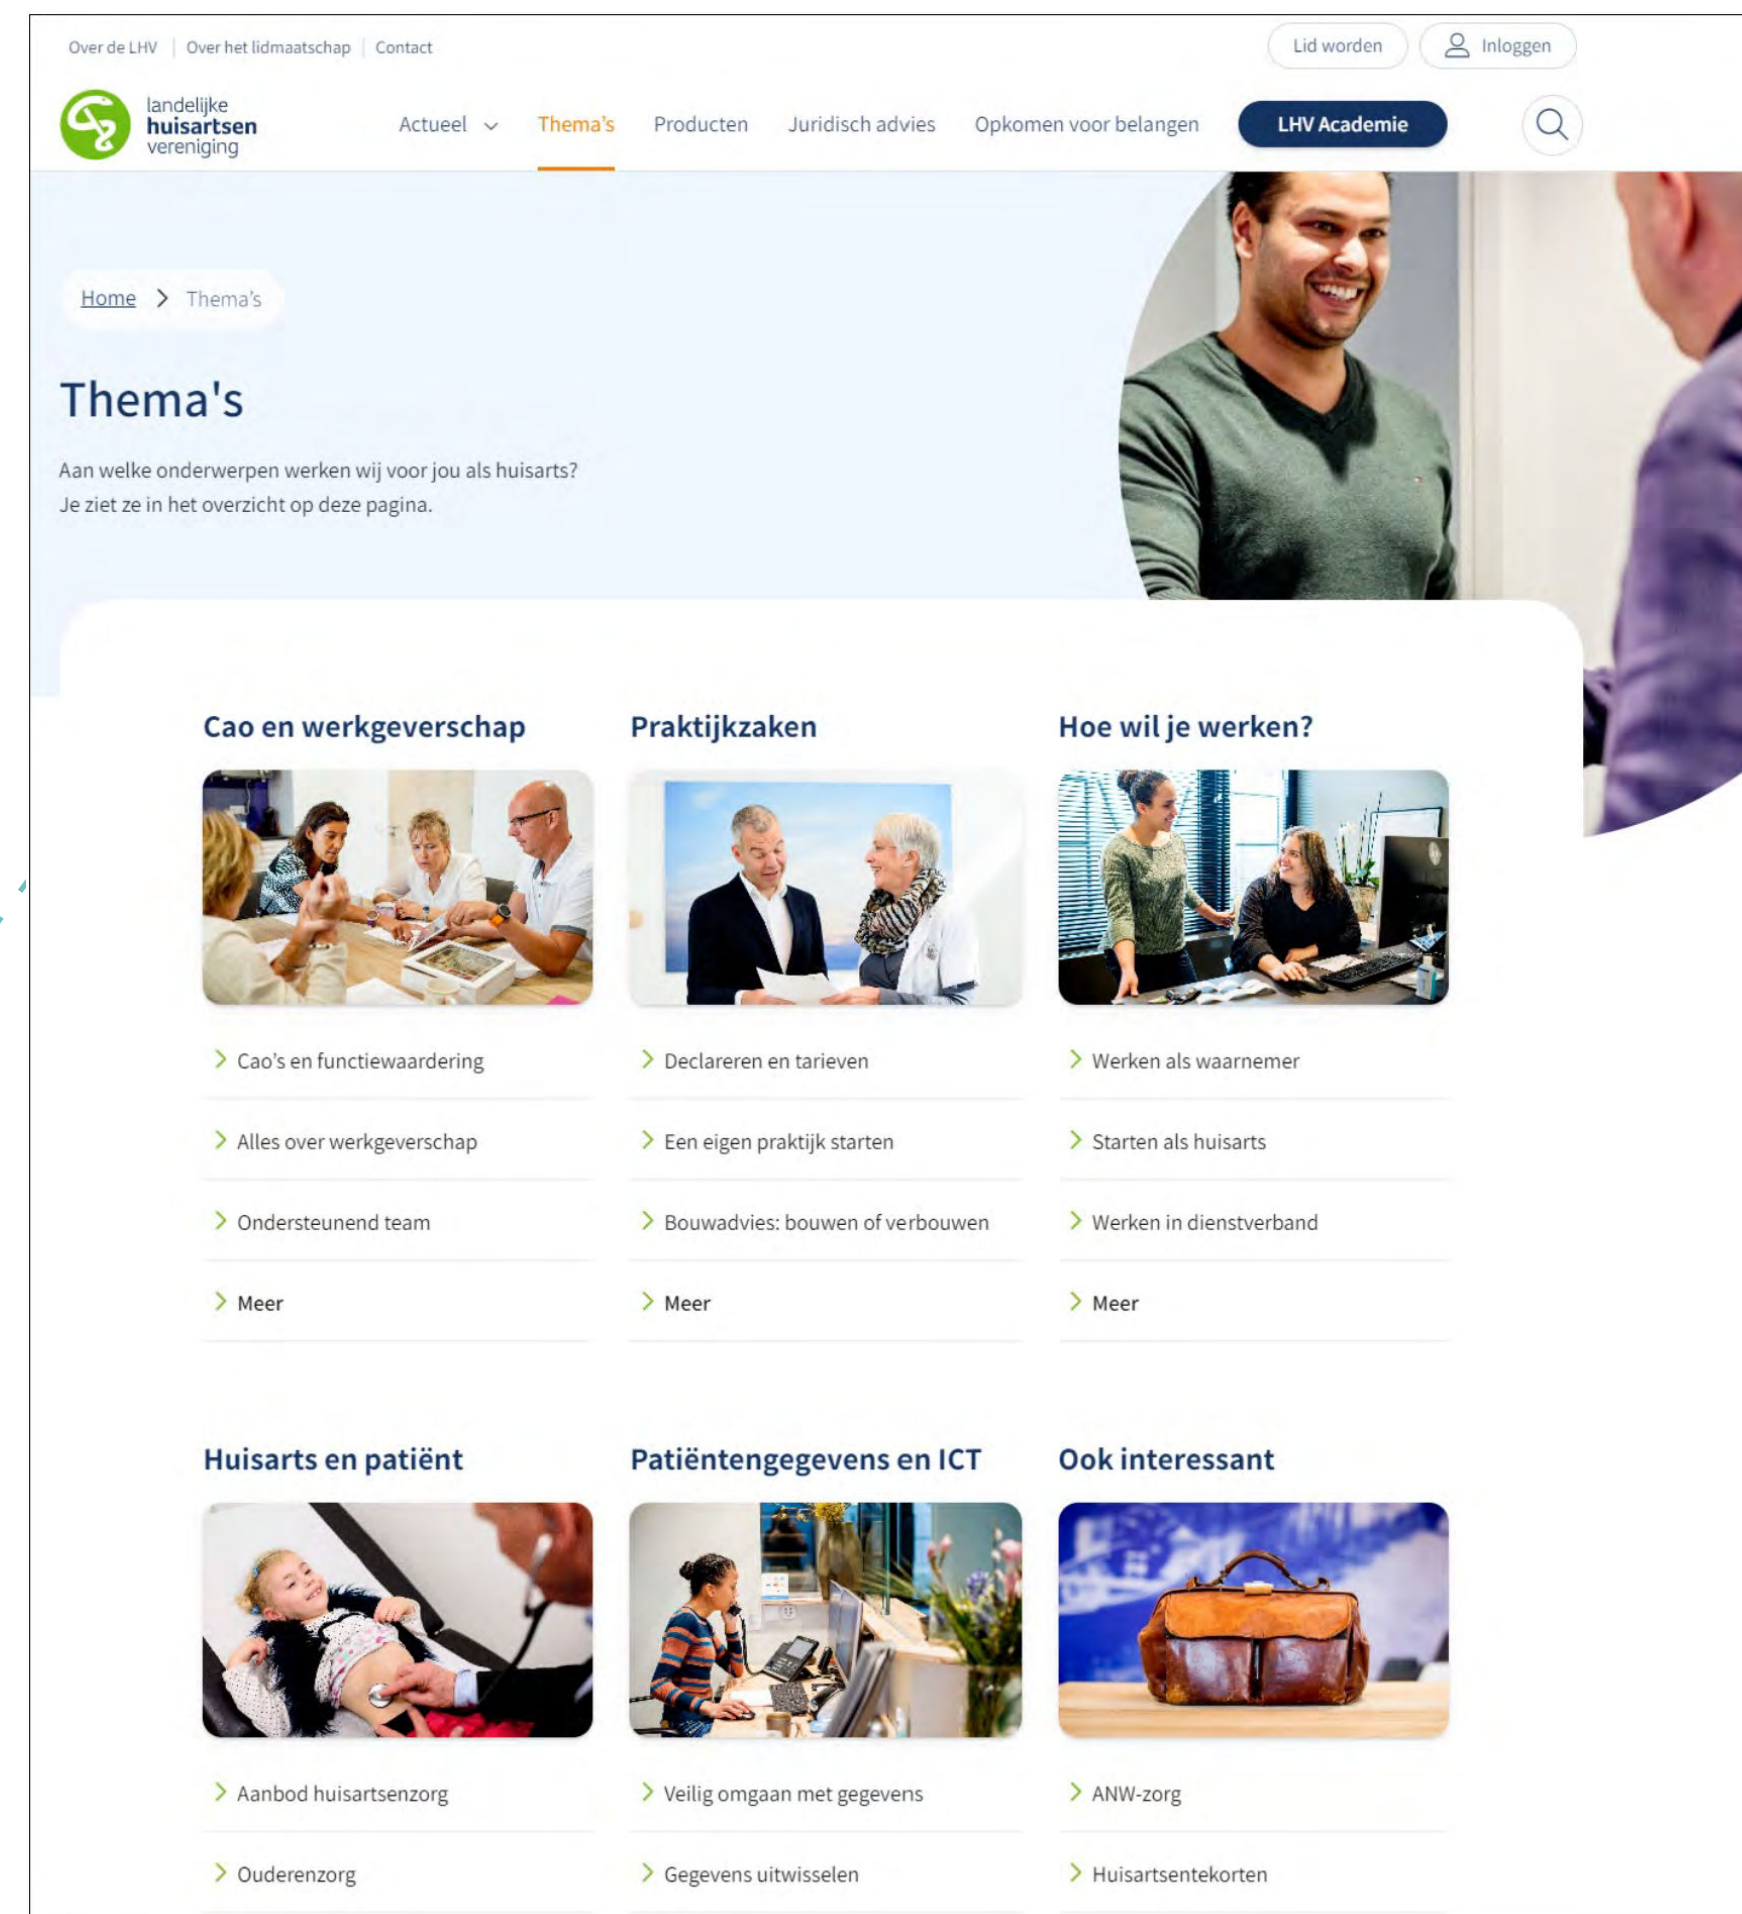 Over de LHV
Over het lidmaatschap
Contact
Lid worden
Inloggen
landelijke
huisartsen
vereniging
Actueel
Thema's
Producten
Juridisch advies
Opkomen voor belangen
LHV Academie
Home > Thema's
Thema's
Aan welke onderwerpen werken wij voor jou als huisarts?
Je ziet ze in het overzicht op deze pagina.
Cao en werkgeverschap
Cao's en functiewaardering
Alles over werkgeverschap
Ondersteunend team
Meer
Praktijkzaken
Declareren en tarieven
Een eigen praktijk starten
Bouwadvies: bouwen of verbouwen
Meer
Hoe wil je werken?
Werken als waarnemer
Starten als huisarts
Werken in dienstverband
Meer
Huisarts en patiënt
Aanbod huisartsenzorg
Ouderenzorg
Patiëntengegevens en ICT
Veilig omgaan met gegevens
Gegevens uitwisselen
Ook interessant
ANW-zorg
Huisartsentekorten